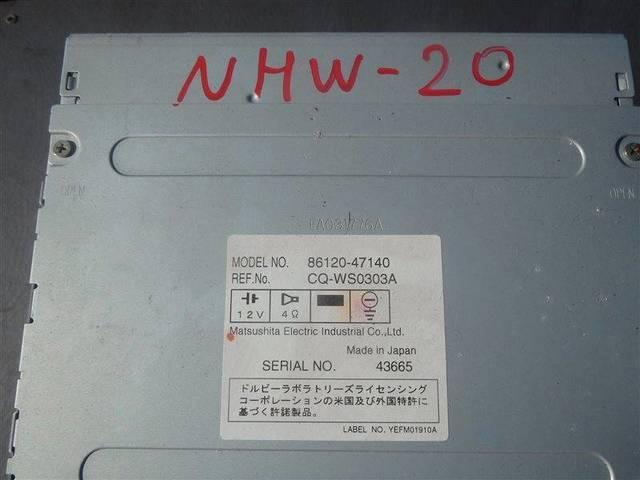 NHW-20
OPEN
OPEN
MODEL NO. 86120-47140
REF.No. CQ-WS0303A
12V 4Ω
Matsushita Electric Industrial Co.,Ltd.
Made in Japan
SERIAL NO. 43665
ドルビーラボラトリーズライセンシング
コーポレーションの米国及び外国特許に
基づく許諾製品。
LABEL NO. YEFM01910A